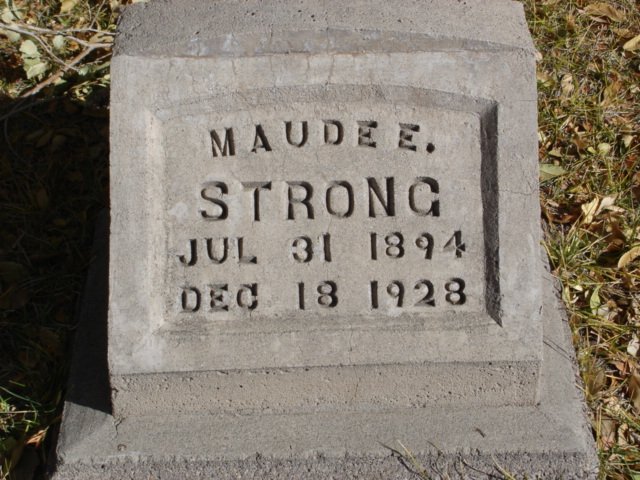 MAUDE E.
STRONG
JUL 31 1894
DEC 18 1928